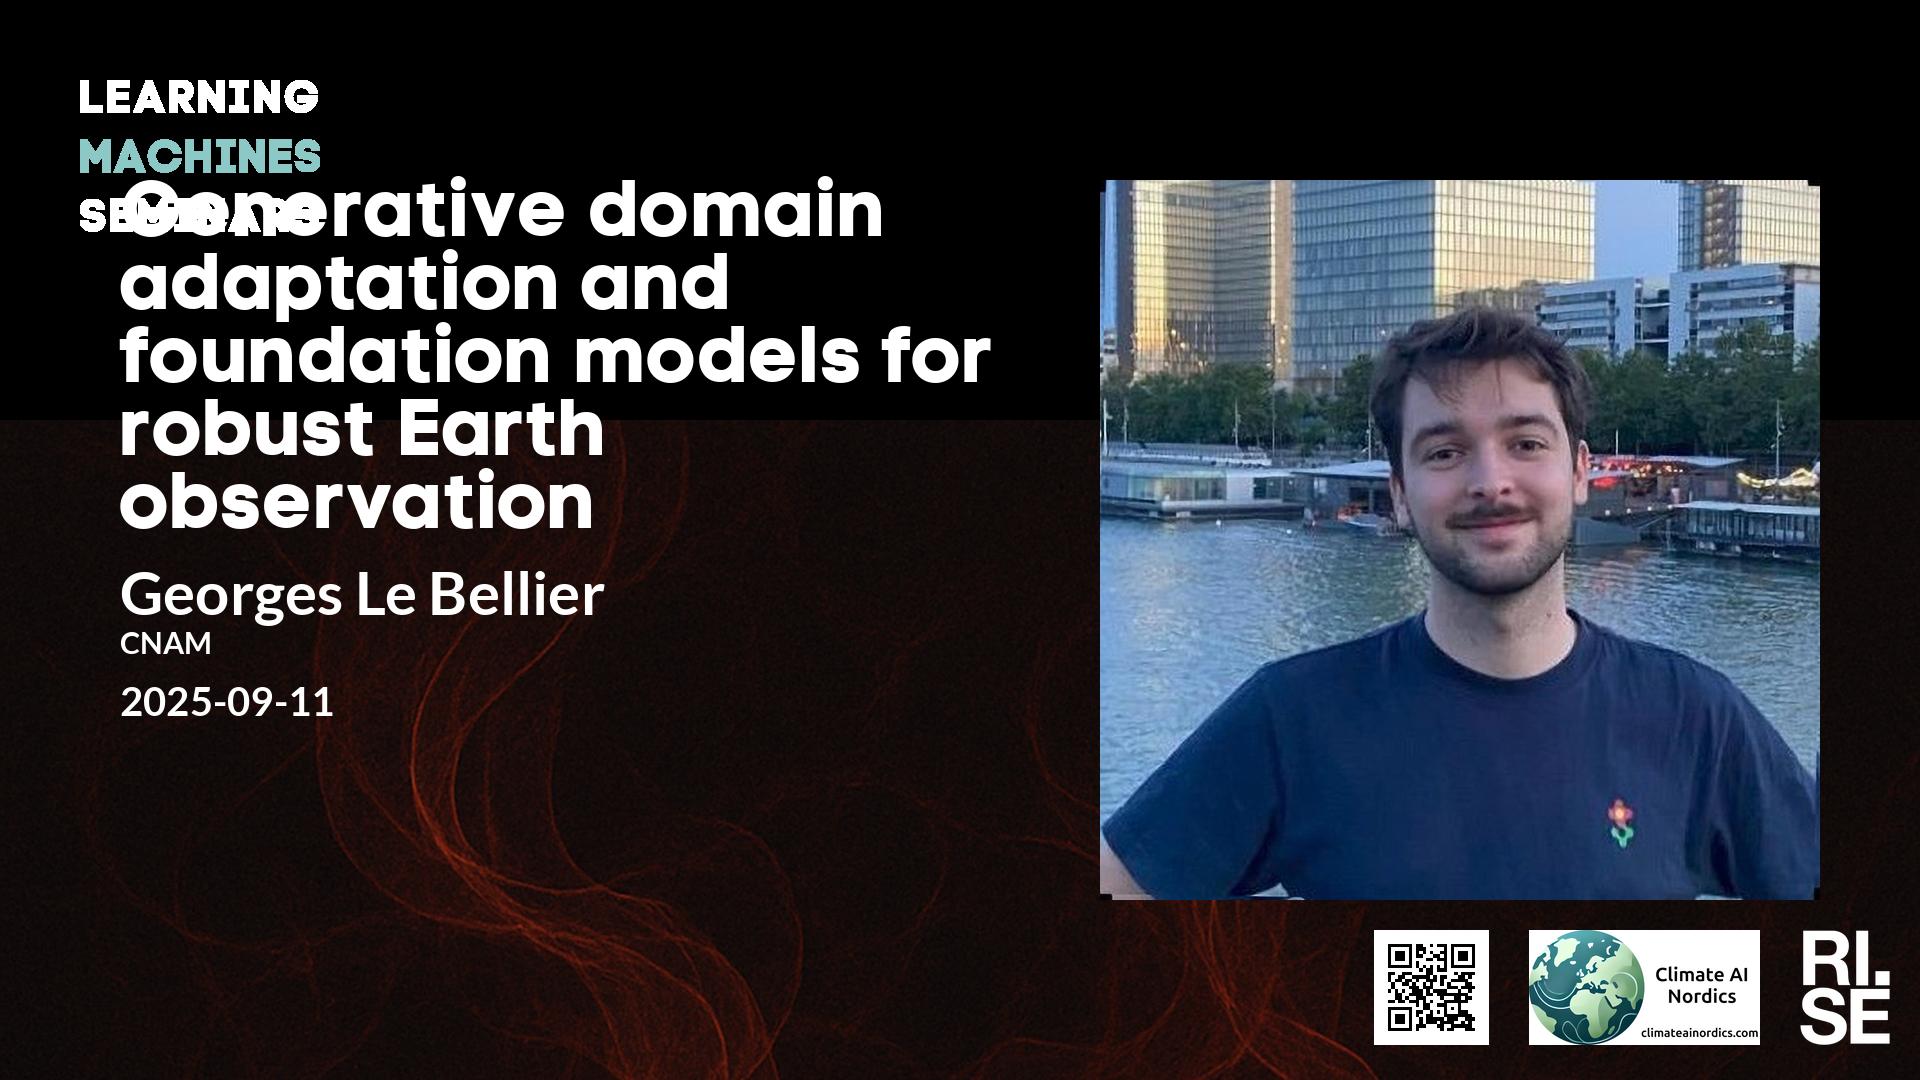 LEARNING
MACHINES
SEMINARS
Generative domain
adaptation and
foundation models for
robust Earth
observation
Georges Le Bellier
CNAM
2025-09-11
Climate AI
Nordics
climateainordics.com
RI.
SE